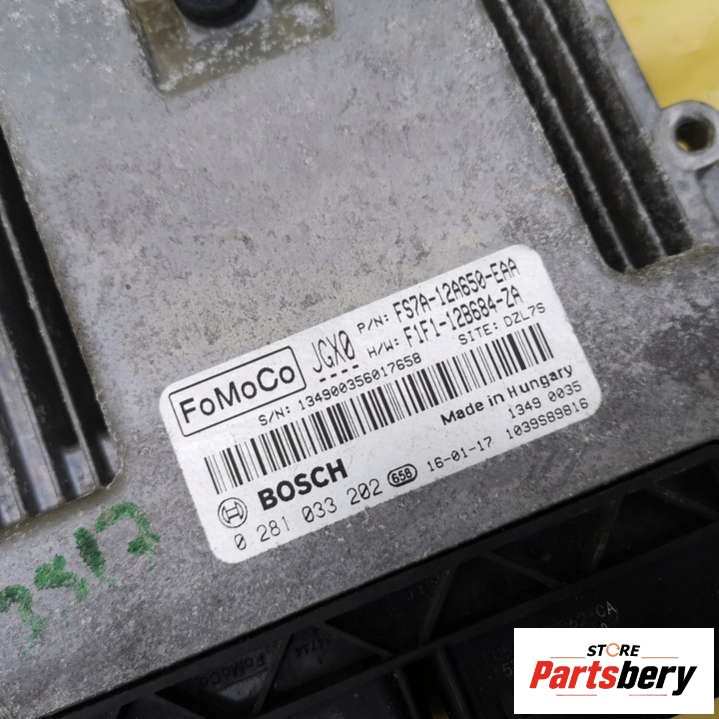 FoMoCo
JGX0
P/N: FS7A-12A650-EAA
H/W: F1F1-12B684-ZA
SITE: DZL7S
S/N: 134900356017658
Made in Hungary
BOSCH
658
16-01-17
1349 0035
0 281 033 202
1039S89816
FoMoCo
STORE
Partsbery